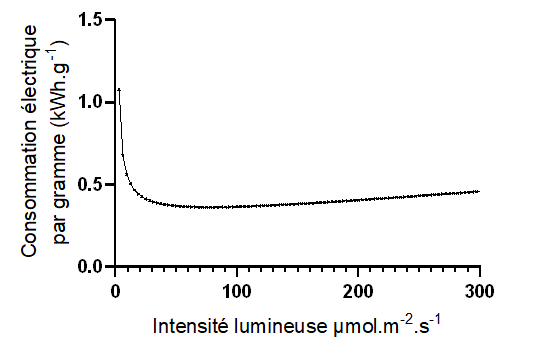 Consommation électrique
par gramme (kWh.g⁻¹)
1.5
1.0
0.5
0.0
0
100
200
300
Intensité lumineuse µmol.m⁻².s⁻¹